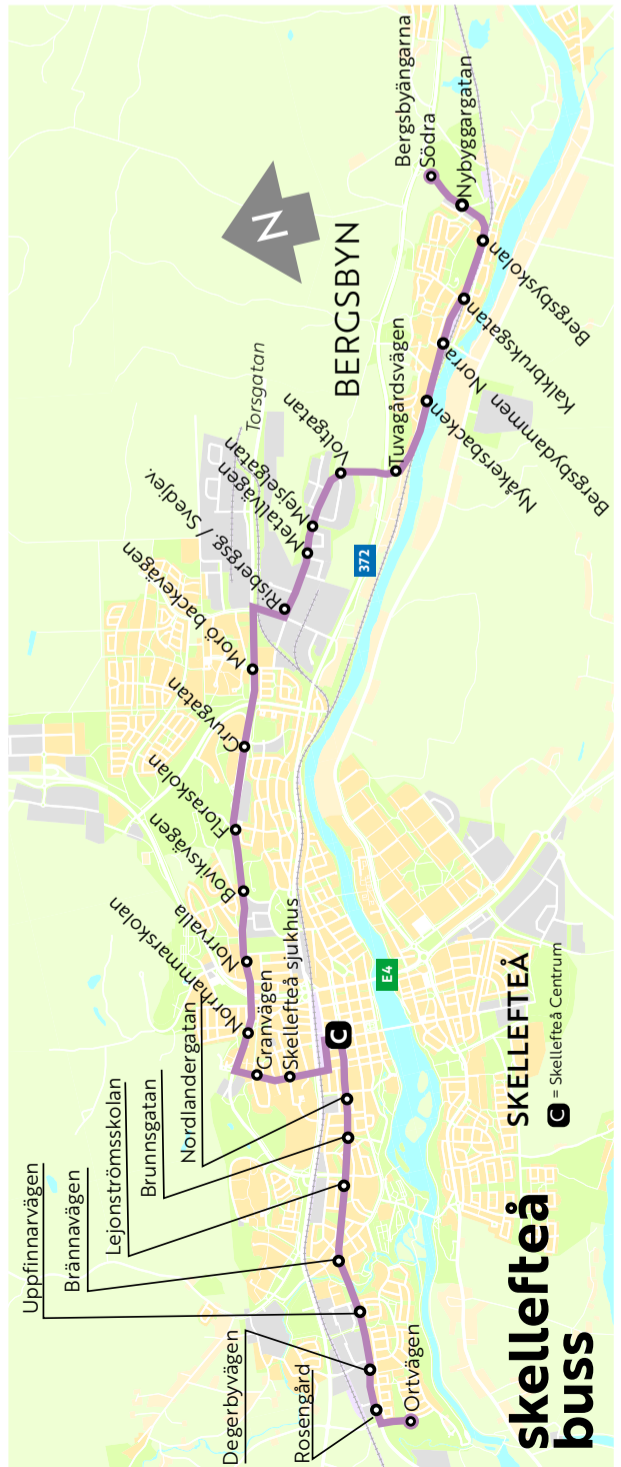 Uppfinnarvägen
Brännavägen
Lejonströmsskolan
Brunnsgatan
Nordlandergatan
Degerbyvägen
Rosengård
Ortvägen
C
Skellefteå sjukhus
Granvägen
Norrhammarskolan
Norrvalla
Boviksvägen
Floraskolan
Gruvgatan
Morö backevägen
Risbergsg. / Svedjev.
Metallvägen
Mejselgatan
Voltgatan
Torsgatan
Tuvagårdsvägen
Nyåkersbacken
Bergsbydammen
Norra
Kalkbruksgatan
Bergsbyskolan
Nybyggargatan
Bergsbyängarna
Södra
BERGSBYN
N
372
E4
SKELLEFTEÅ
C = Skellefteå Centrum
skellefteå
buss